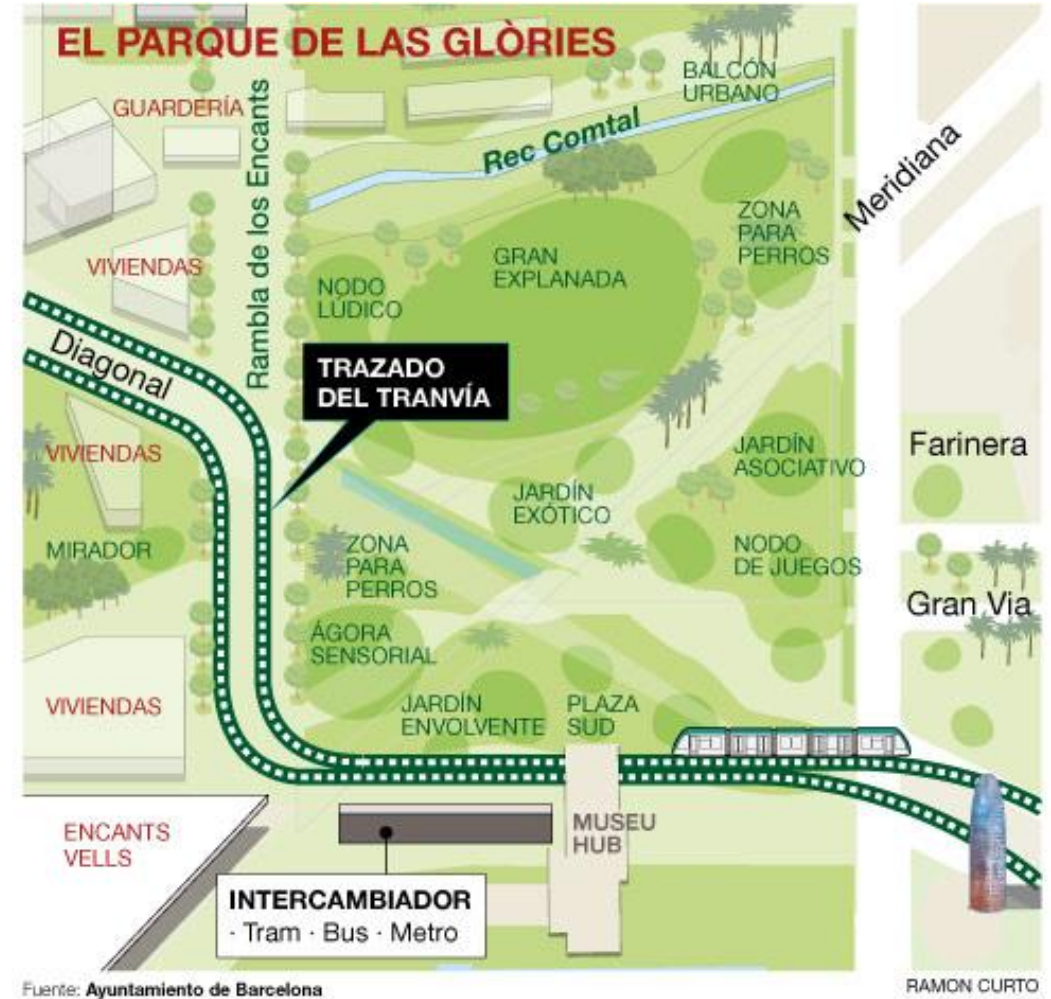 EL PARQUE DE LAS GLÒRIES
GUARDERÍA
Rambla de los Encants
BALCÓN
URBANO
Rec Comtal
Meridiana
ZONA
PARA
PERROS
VIVIENDAS
GRAN
EXPLANADA
NODO
LÚDICO
Diagonal
TRAZADO
DEL TRANVÍA
VIVIENDAS
JARDÍN
ASOCIATIVO
Farinera
JARDÍN
EXÓTICO
MIRADOR
ZONA
PARA
PERROS
NODO
DE JUEGOS
Gran Via
ÁGORA
SENSORIAL
VIVIENDAS
JARDÍN
ENVOLVENTE
PLAZA
SUD
ENCANTS
VELLS
MUSEU
HUB
INTERCAMBIADOR
· Tram · Bus · Metro
Fuente: Ayuntamiento de Barcelona
RAMON CURTO